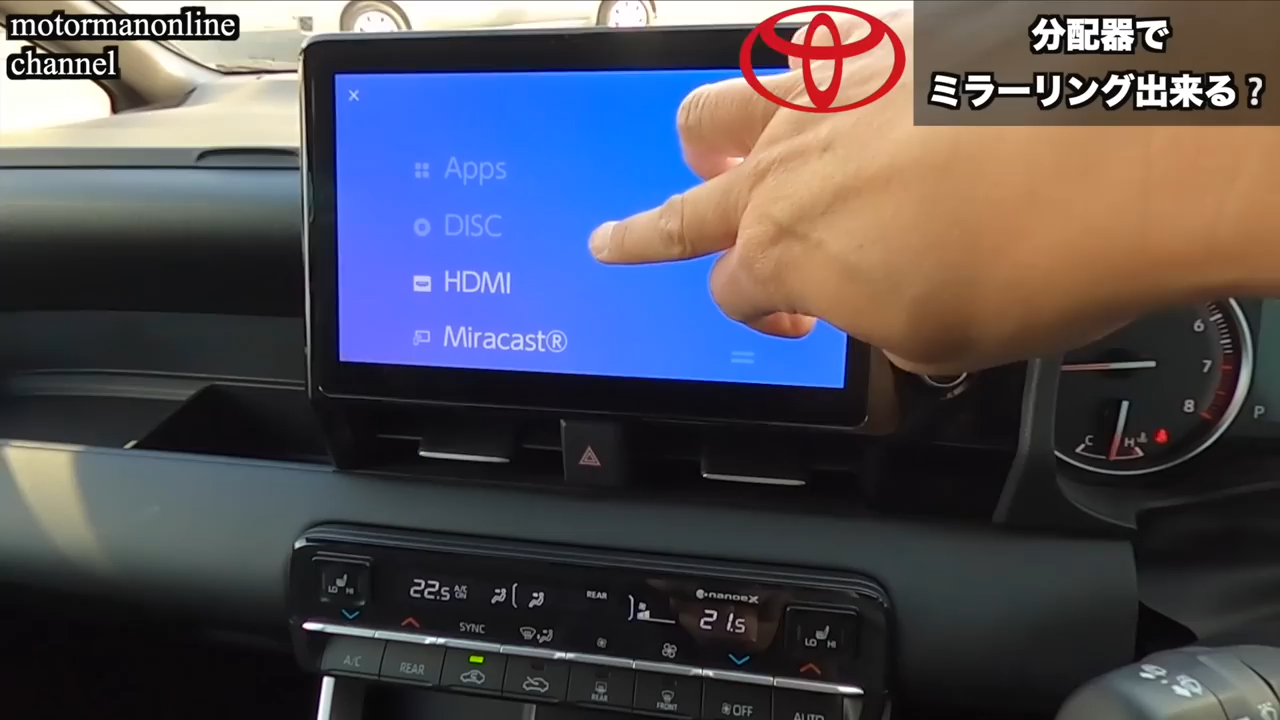 motormanonline
channel
分配器で
ミラーリング出来る？
×
Apps
DISC
HDMI
Miracast®
6
7
8
P
C
H
LO HI
22.5
A/C ON
REAR
nanoeX
21.5
LO HI
SYNC
A/C
REAR
REAR
FRONT
OFF
AUTO